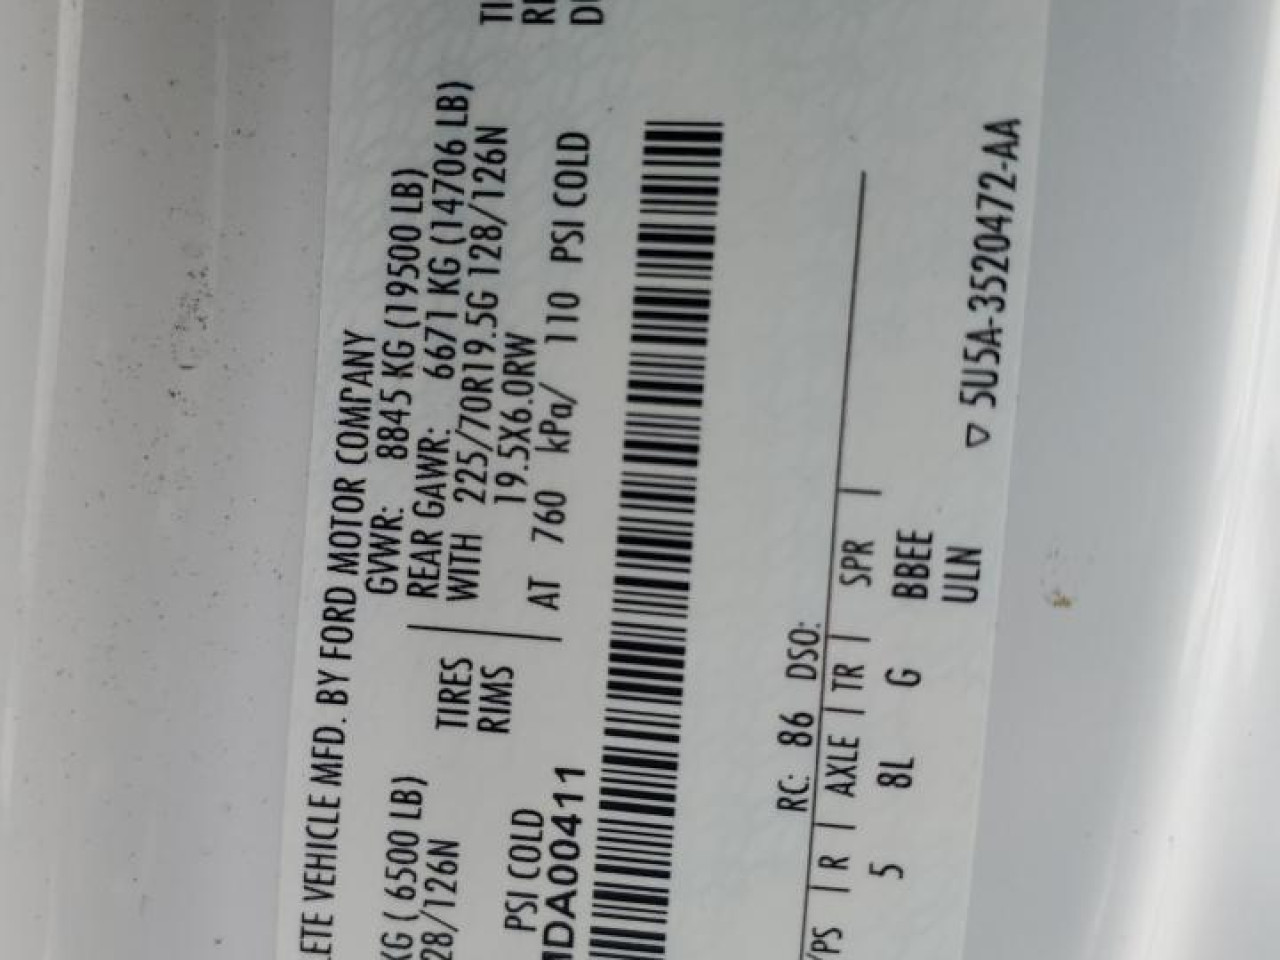 LETE VEHICLE MFD. BY FORD MOTOR COMPANY
GVWR: 8845 KG (19500 LB)
KG ( 6500 LB)
REAR GAWR: 6671 KG (14706 LB)
28/126N
TIRES
WITH 225/70R19.5G 128/126N
RIMS
19.5X6.0RW
PSI COLD
AT 760 kPa/ 110 PSI COLD
DA00411
RC: 86 DSO:
YPS | R | AXLE | TR | SPR |
5 8L G BBEE
ULN
▽ 5U5A-3520472-AA